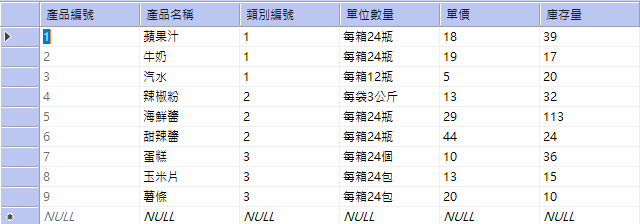 產品編號 產品名稱 類別編號 單位數量 單價 庫存量
1 蘋果汁 1 每箱24瓶 18 39
2 牛奶 1 每箱24瓶 19 17
3 汽水 1 每箱12瓶 5 20
4 辣椒粉 2 每袋3公斤 13 32
5 海鮮醬 2 每箱24瓶 29 113
6 甜辣醬 2 每箱24瓶 44 24
7 蛋糕 3 每箱24個 10 36
8 玉米片 3 每箱24包 13 15
9 薯條 3 每箱24包 20 10
NULL NULL NULL NULL NULL NULL